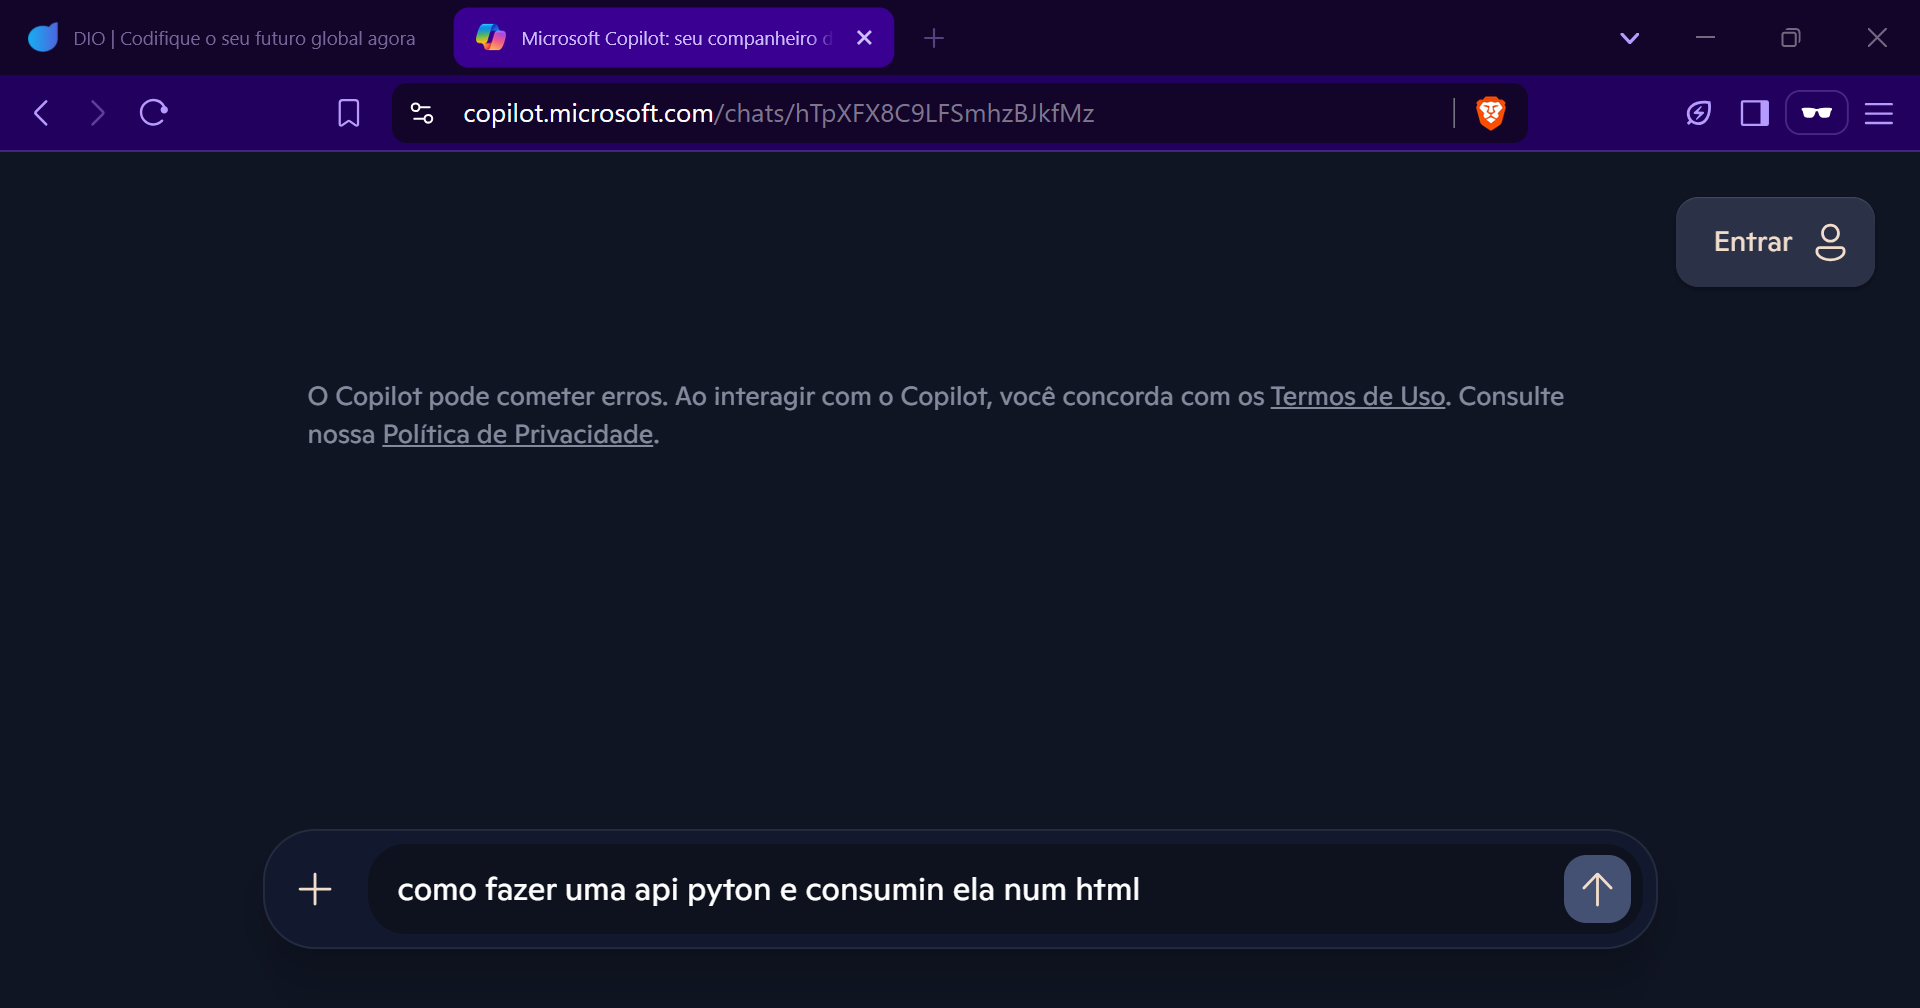 DIO | Codifique o seu futuro global agora
Microsoft Copilot: seu companheiro d
copilot.microsoft.com/chats/hTpXFX8C9LFSmhzBJkfMz
Entrar
O Copilot pode cometer erros. Ao interagir com o Copilot, você concorda com os Termos de Uso. Consulte
nossa Política de Privacidade.
como fazer uma api pyton e consumin ela num html